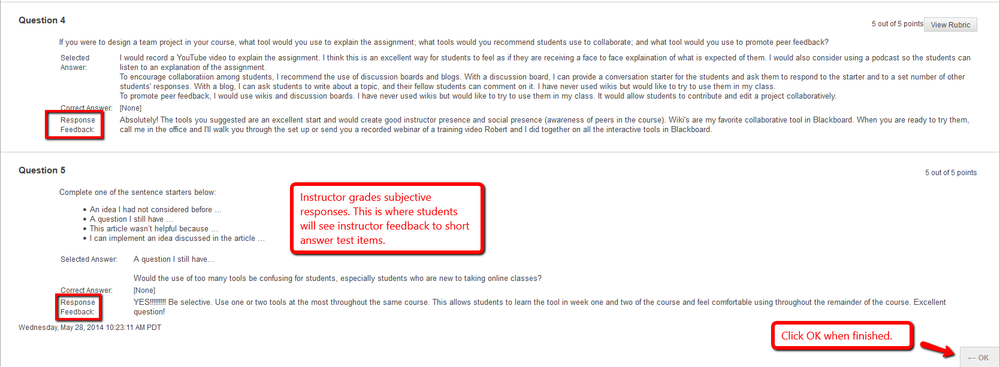 Question 4
5 out of 5 points View Rubric
If you were to design a team project in your course, what tool would you use to explain the assignment; what tools would you recommend students use to collaborate; and what tool would you use to promote peer feedback?
Selected Answer: I would record a YouTube video to explain the assignment. I think this is an excellent way for students to feel as if they are receiving a face to face explaination of what is expected of them. I would also consider using a podcast so the students can
listen to an explanation of the assignment.
To encourage collaboratiion among students, I recommend the use of discussion boards and blogs. With a discussion board, I can provide a conversation starter for the students and ask them to respond to the starter and to a set number of other
students' responses. With a blog, I can ask students to write about a topic, and their fellow students can comment on it. I have never used wikis but would like to try to use them in my class.
To promote peer feedback, I would use wikis and discussion boards. I have never used wikis but would like to try to use them in my class. It would allow students to contribute and edit a project collaboratively.
Correct Answer: [None]
Response Feedback: Absolutely! The tools you suggested are an excellent start and would create good instructor presence and social presence (awareness of peers in the course). Wiki's are my favorite collaborative tool in Blackboard. When you are ready to try them,
call me in the office and I'll walk you through the set up or send you a recorded webinar of a training video Robert and I did together on all the interactive tools in Blackboard.
Question 5
5 out of 5 points
Complete one of the sentence starters below:
• An idea I had not considered before …
• A question I still have …
• This article wasn't helpful because …
• I can implement an idea discussed in the article …
Instructor grades subjective
responses. This is where students
will see instructor feedback to short
answer test items.
Selected Answer: A question I still have…
Would the use of too many tools be confusing for students, especially students who are new to taking online classes?
Correct Answer: [None]
Response Feedback: YES!!!!!!!!! Be selective. Use one or two tools at the most throughout the same course. This allows students to learn the tool in week one and two of the course and feel comfortable using throughout the remainder of the course. Excellent
question!
Wednesday, May 28, 2014 10:23:11 AM PDT
Click OK when finished.
← OK